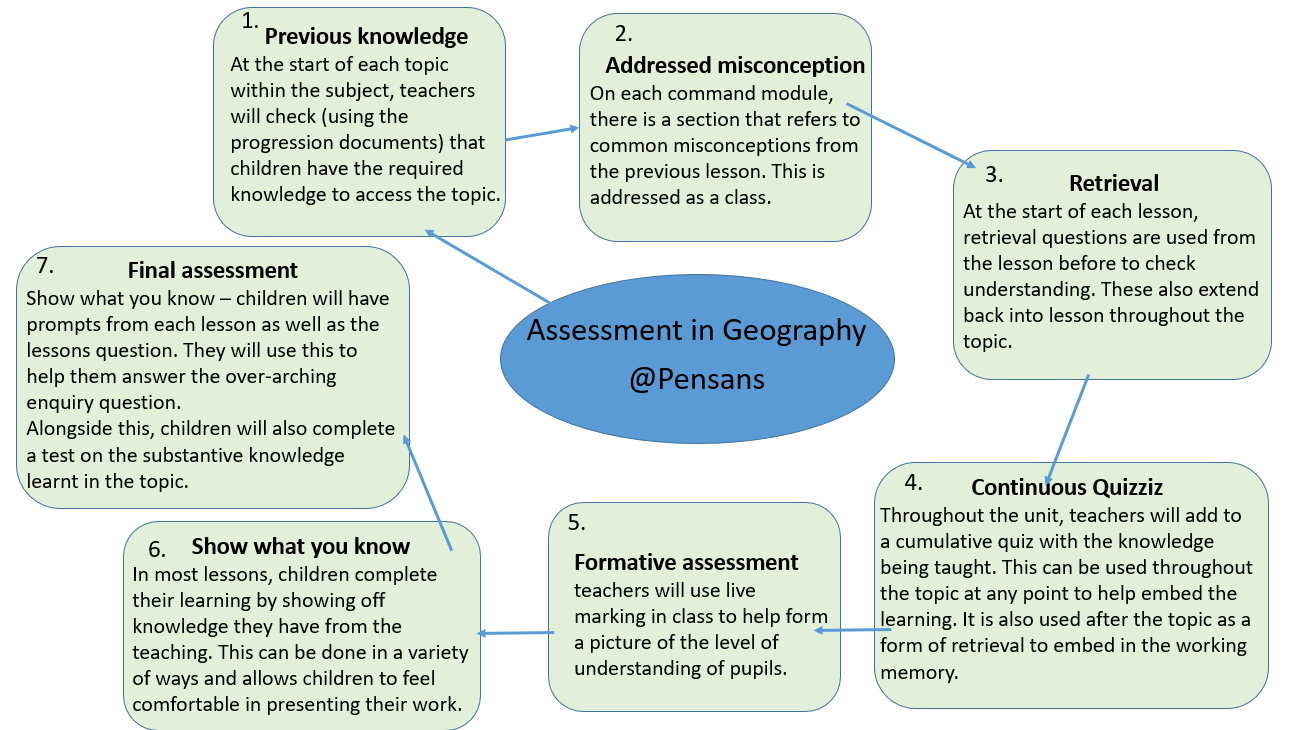 1.
Previous knowledge
At the start of each topic
within the subject, teachers
will check (using the
progression documents) that
children have the required
knowledge to access the topic.
2.
Addressed misconception
On each command module,
there is a section that refers to
common misconceptions from
the previous lesson. This is
addressed as a class.
3.
Retrieval
At the start of each lesson,
retrieval questions are used from
the lesson before to check
understanding. These also extend
back into lesson throughout the
topic.
4.
Continuous Quizziz
Throughout the unit, teachers will add to
a cumulative quiz with the knowledge
being taught. This can be used throughout
the topic at any point to help embed the
learning. It is also used after the topic as a
form of retrieval to embed in the working
memory.
5.
Formative assessment
teachers will use live
marking in class to help form
a picture of the level of
understanding of pupils.
6. Show what you know
In most lessons, children complete
their learning by showing off
knowledge they have from the
teaching. This can be done in a variety
of ways and allows children to feel
comfortable in presenting their work.
7.
Final assessment
Show what you know – children will have
prompts from each lesson as well as the
lessons question. They will use this to
help them answer the over-arching
enquiry question.
Alongside this, children will also complete
a test on the substantive knowledge
learnt in the topic.
Assessment in Geography
@Pensans